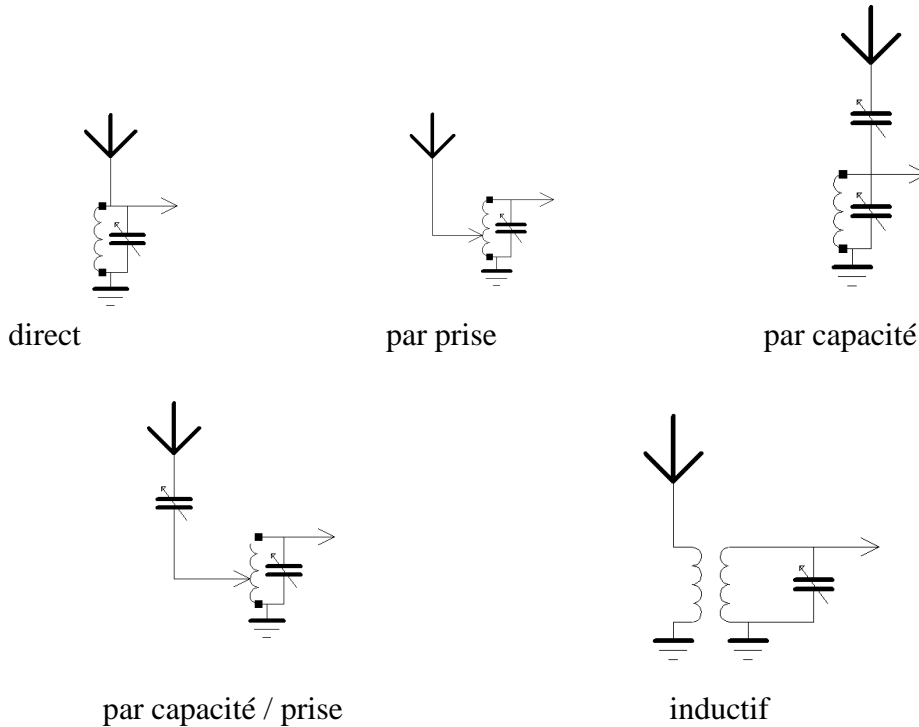 direct
par prise
par capacité
par capacité / prise
inductif